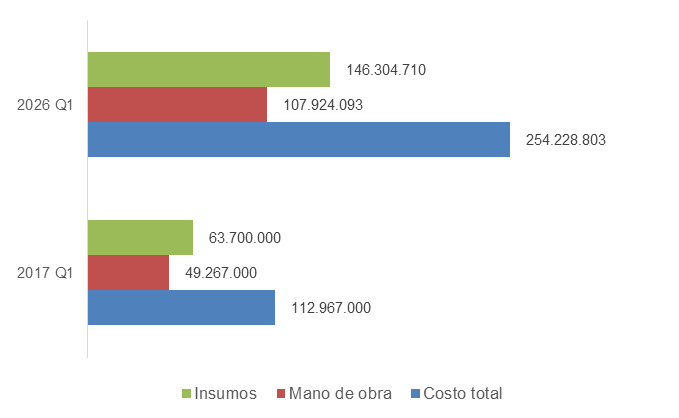 146.304.710
2026 Q1
107.924.093
254.228.803
63.700.000
2017 Q1
49.267.000
112.967.000
Insumos Mano de obra Costo total